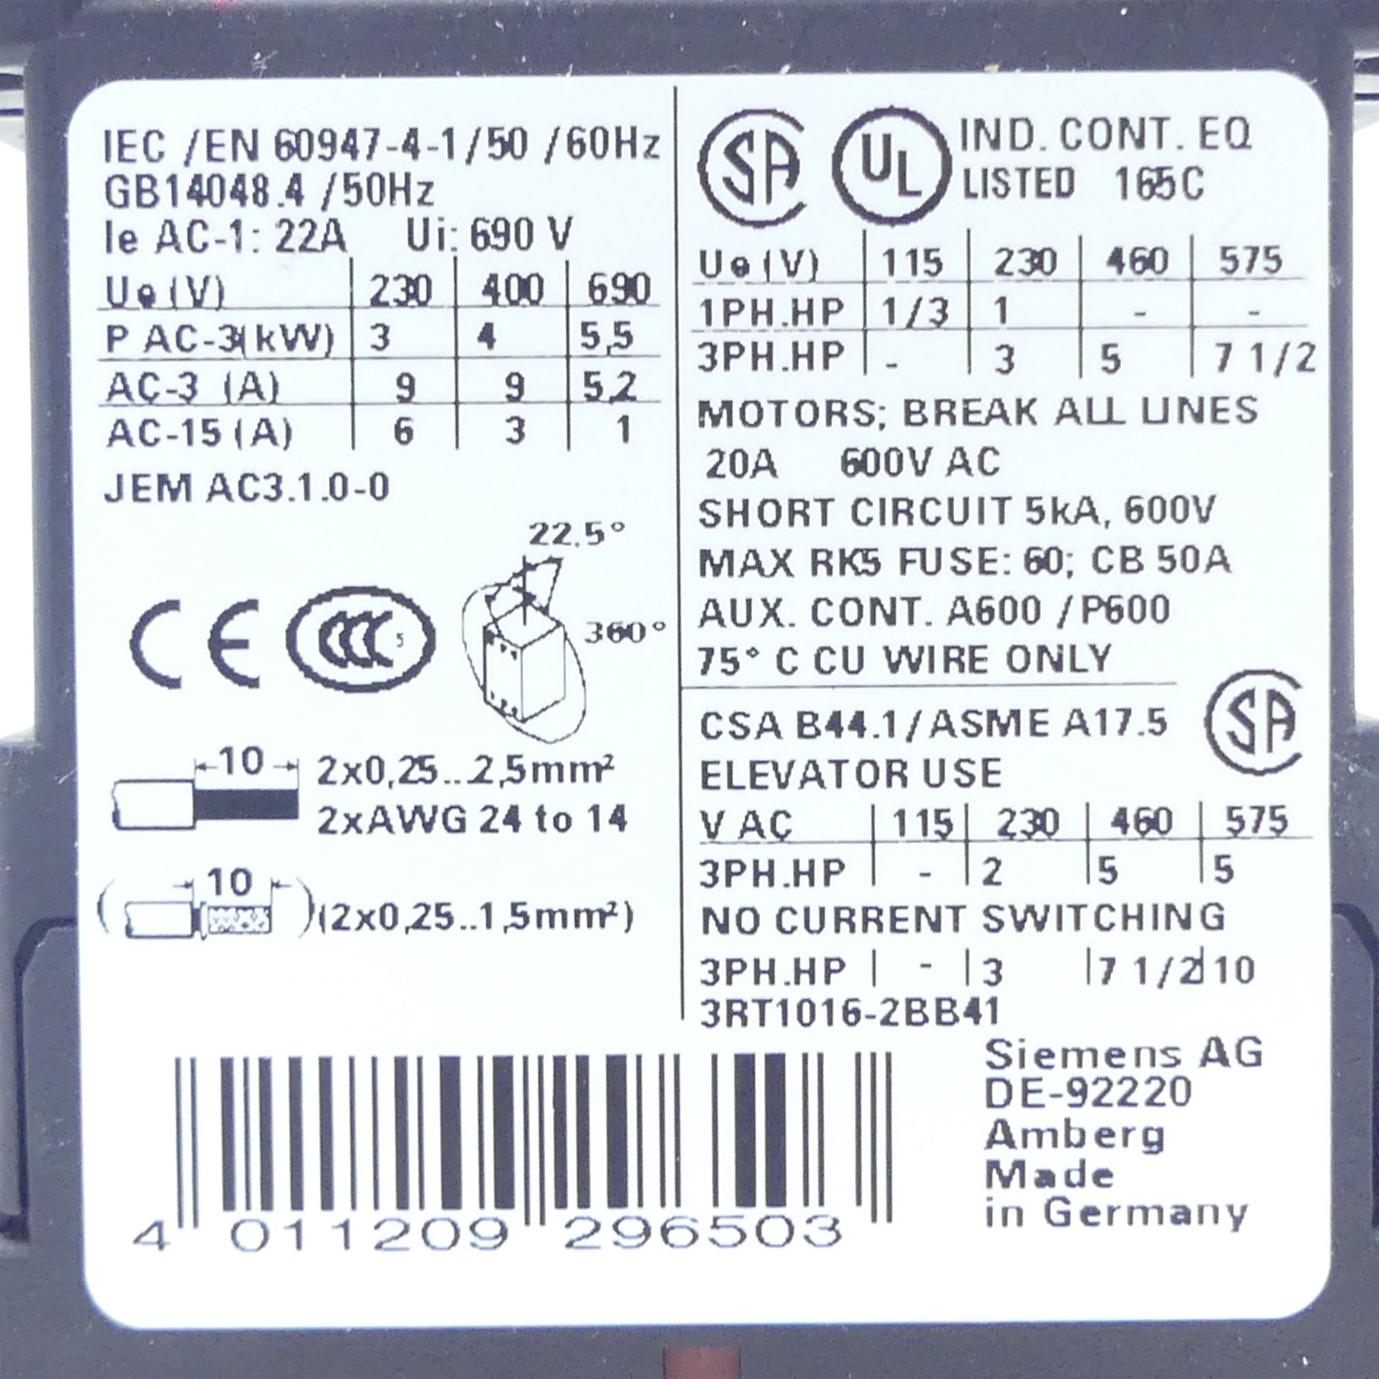 IEC /EN 60947-4-1/50 /60Hz
GB14048.4 /50Hz
Ie AC-1: 22A Ui: 690 V
Ue (V) 230 400 690
P AC-3(kW) 3 4 5,5
AC-3 (A) 9 9 5,2
AC-15 (A) 6 3 1
JEM AC3.1.0-0
22.5°
360°
CE CCC 5
10 2x0,25...2,5mm²
2xAWG 24 to 14
( 10 ) (2x0,25..1,5mm²)
SA UL IND. CONT. EQ
LISTED 165C
Ue (V) 115 230 460 575
1PH.HP 1/3 1 - -
3PH.HP - 3 5 7 1/2
MOTORS; BREAK ALL LINES
20A 600V AC
SHORT CIRCUIT 5kA, 600V
MAX RK5 FUSE: 60; CB 50A
AUX. CONT. A600 /P600
75° C CU WIRE ONLY
CSA B44.1/ASME A17.5 SA
ELEVATOR USE
V AC 115 230 460 575
3PH.HP - 2 5 5
NO CURRENT SWITCHING
3PH.HP - 3 7 1/2 10
3RT1016-2BB41
4 011209 296503
Siemens AG
DE-92220
Amberg
Made
in Germany